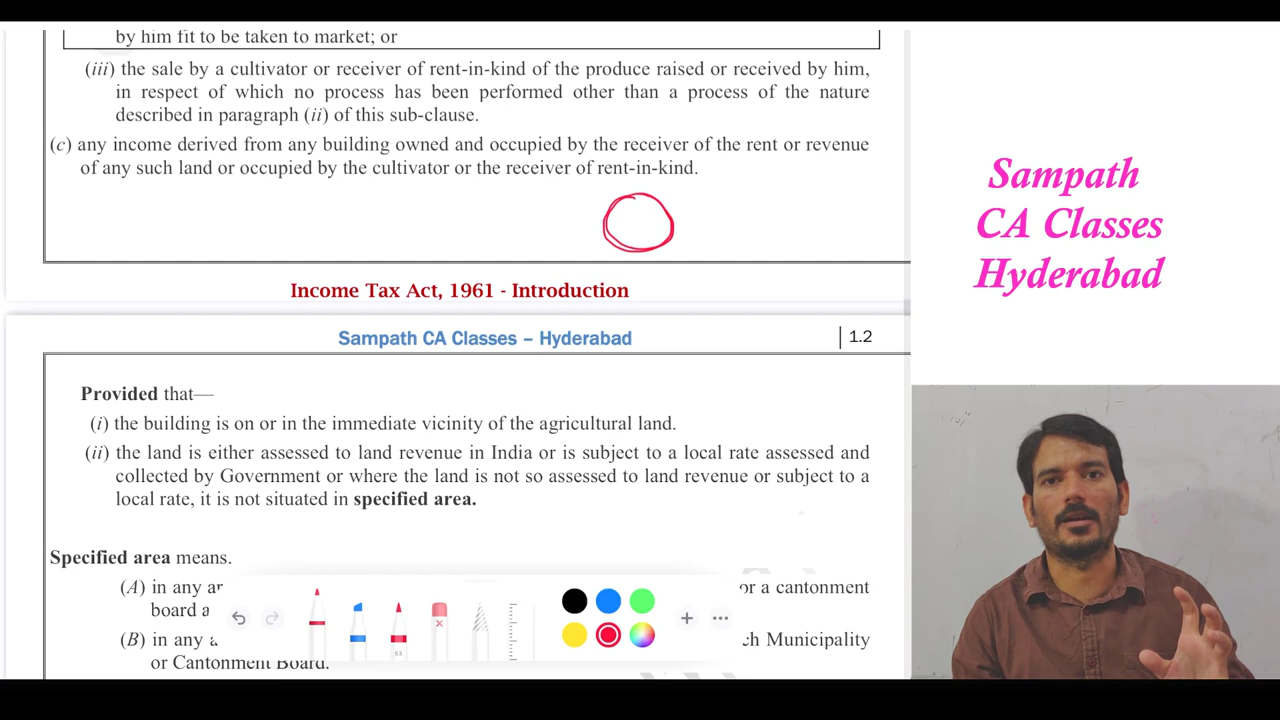 by him fit to be taken to market; or
(iii) the sale by a cultivator or receiver of rent-in-kind of the produce raised or received by him,
in respect of which no process has been performed other than a process of the nature
described in paragraph (ii) of this sub-clause.
(c) any income derived from any building owned and occupied by the receiver of the rent or revenue
of any such land or occupied by the cultivator or the receiver of rent-in-kind.
Income Tax Act, 1961 - Introduction
Sampath CA Classes – Hyderabad
1.2
Provided that—
(i) the building is on or in the immediate vicinity of the agricultural land.
(ii) the land is either assessed to land revenue in India or is subject to a local rate assessed and
collected by Government or where the land is not so assessed to land revenue or subject to a
local rate, it is not situated in specified area.
Specified area means.
(A) in any or a cantonment
board
(B) in any Municipality
or Cantonment Board.
Sampath
CA Classes
Hyderabad